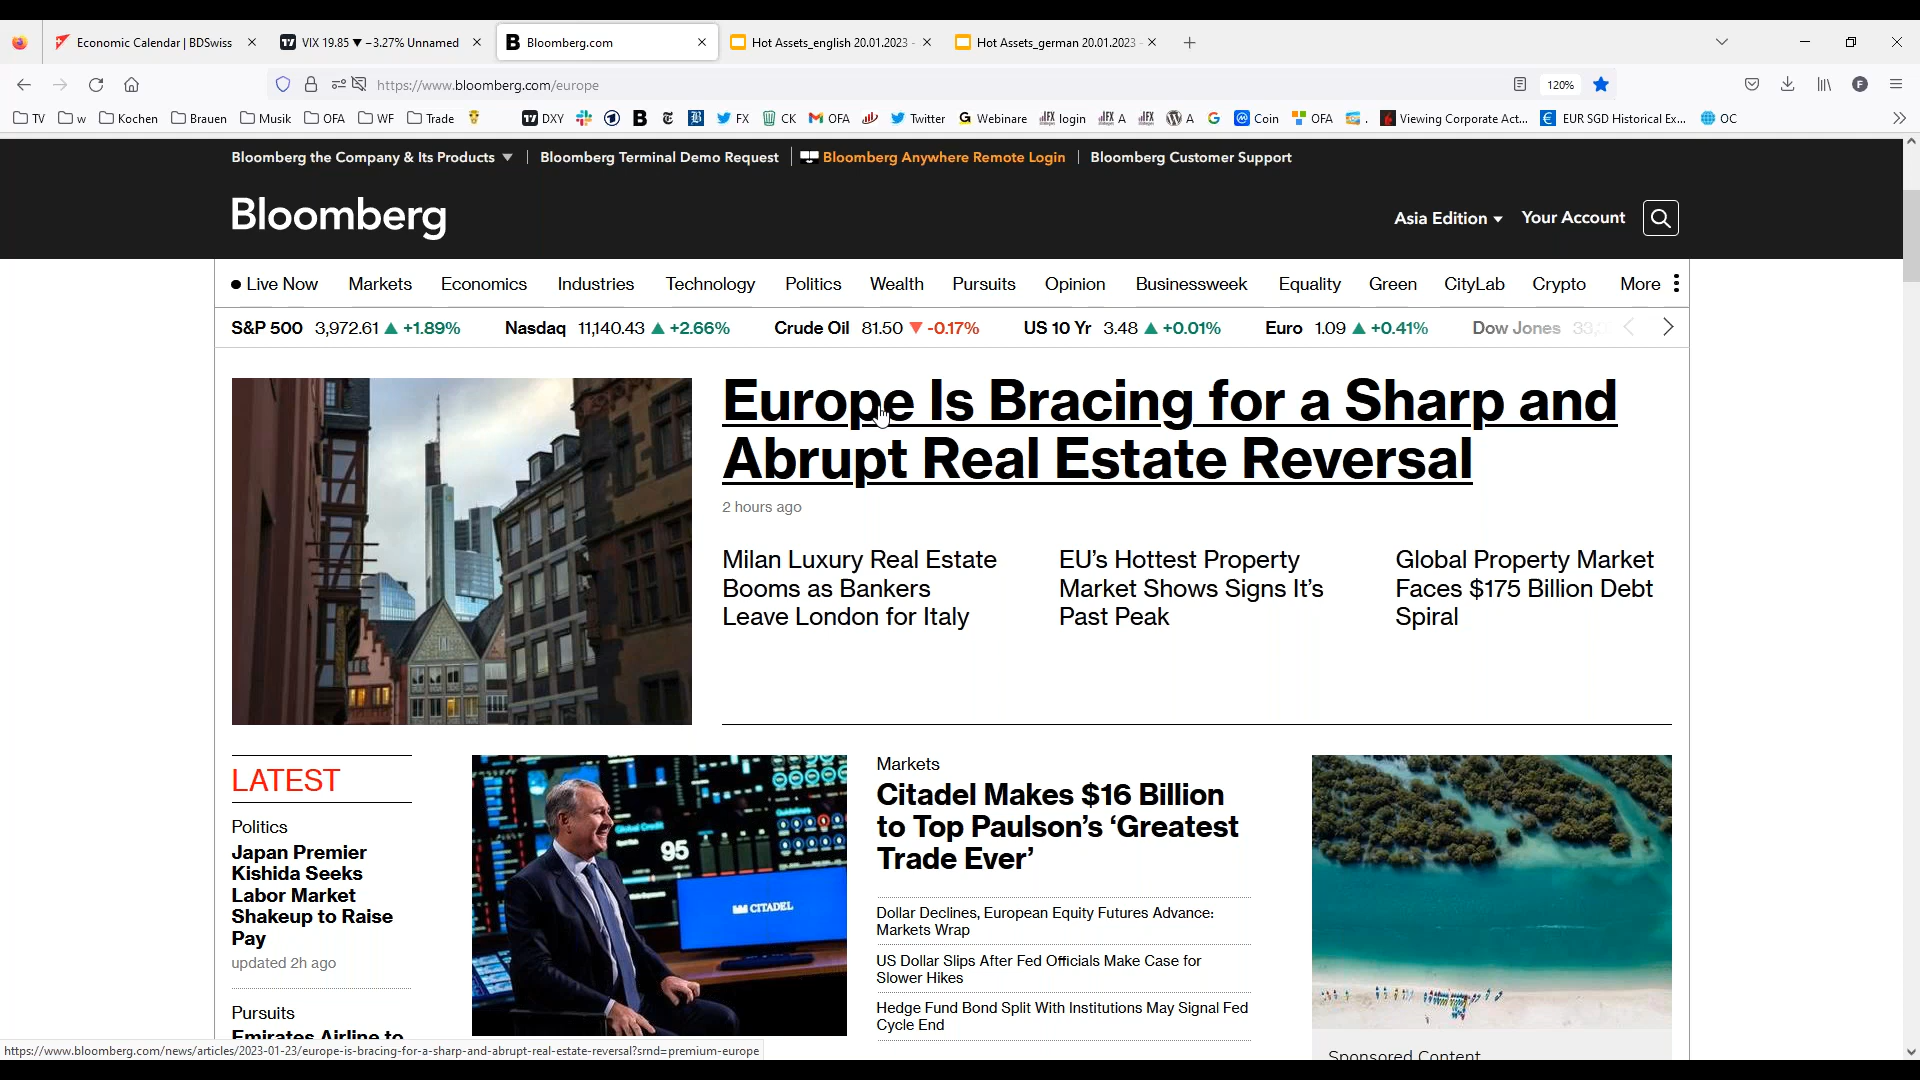 Economic Calendar | BDSwiss
VIX 19.85 ▼ −3.27% Unnamed
Bloomberg.com
Hot Assets_english 20.01.2023 -
Hot Assets_german 20.01.2023 -
https://www.bloomberg.com/europe
120%
TV w Kochen Brauen Musik OFA WF Trade DXY FX CK OFA Twitter Webinare login A A Coin OFA . Viewing Corporate Act... EUR SGD Historical Ex... OC
Bloomberg the Company & Its Products ▼ Bloomberg Terminal Demo Request Bloomberg Anywhere Remote Login Bloomberg Customer Support
Bloomberg
Asia Edition ▾ Your Account
Live Now Markets Economics Industries Technology Politics Wealth Pursuits Opinion Businessweek Equality Green CityLab Crypto More
S&P 500 3,972.61 ▲ +1.89% Nasdaq 11,140.43 ▲ +2.66% Crude Oil 81.50 ▼ -0.17% US 10 Yr 3.48 ▲ +0.01% Euro 1.09 ▲ +0.41% Dow Jones
Europe Is Bracing for a Sharp and
Abrupt Real Estate Reversal
2 hours ago
Milan Luxury Real Estate
Booms as Bankers
Leave London for Italy
EU's Hottest Property
Market Shows Signs It's
Past Peak
Global Property Market
Faces $175 Billion Debt
Spiral
LATEST
Politics
Japan Premier
Kishida Seeks
Labor Market
Shakeup to Raise
Pay
updated 2h ago
Pursuits
Emirates Airline to
Global Credit
95
CITADEL
Markets
Citadel Makes $16 Billion
to Top Paulson's ‘Greatest
Trade Ever’
Dollar Declines, European Equity Futures Advance:
Markets Wrap
US Dollar Slips After Fed Officials Make Case for
Slower Hikes
Hedge Fund Bond Split With Institutions May Signal Fed
Cycle End
Sponsored Content
https://www.bloomberg.com/news/articles/2023-01-23/europe-is-bracing-for-a-sharp-and-abrupt-real-estate-reversal?srnd=premium-europe